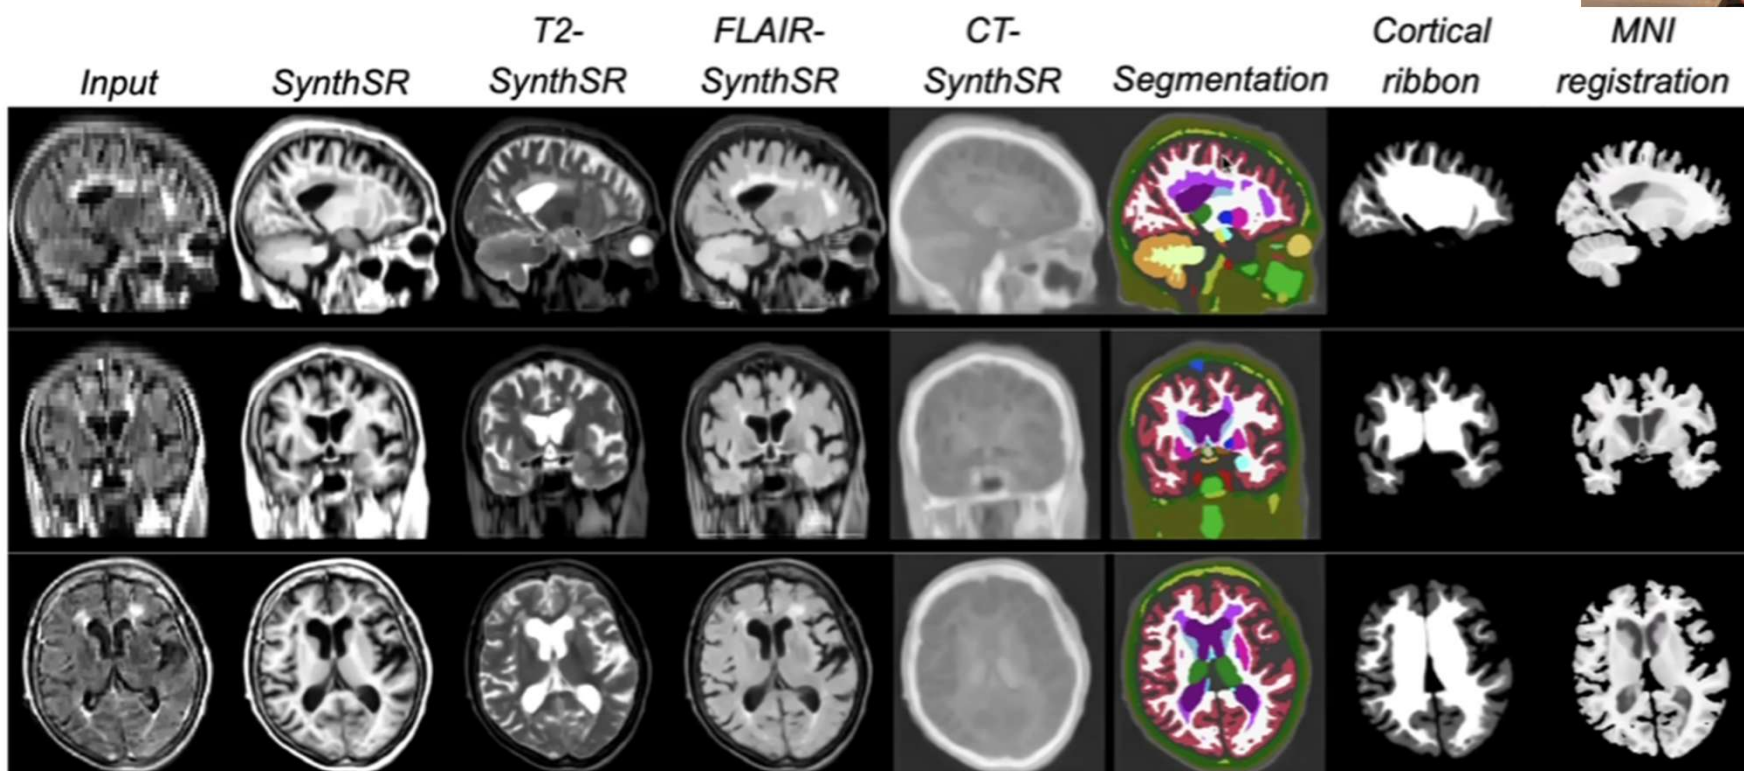 Input
SynthSR
T2-
SynthSR
FLAIR-
SynthSR
CT-
SynthSR
Segmentation
Cortical
ribbon
MNI
registration